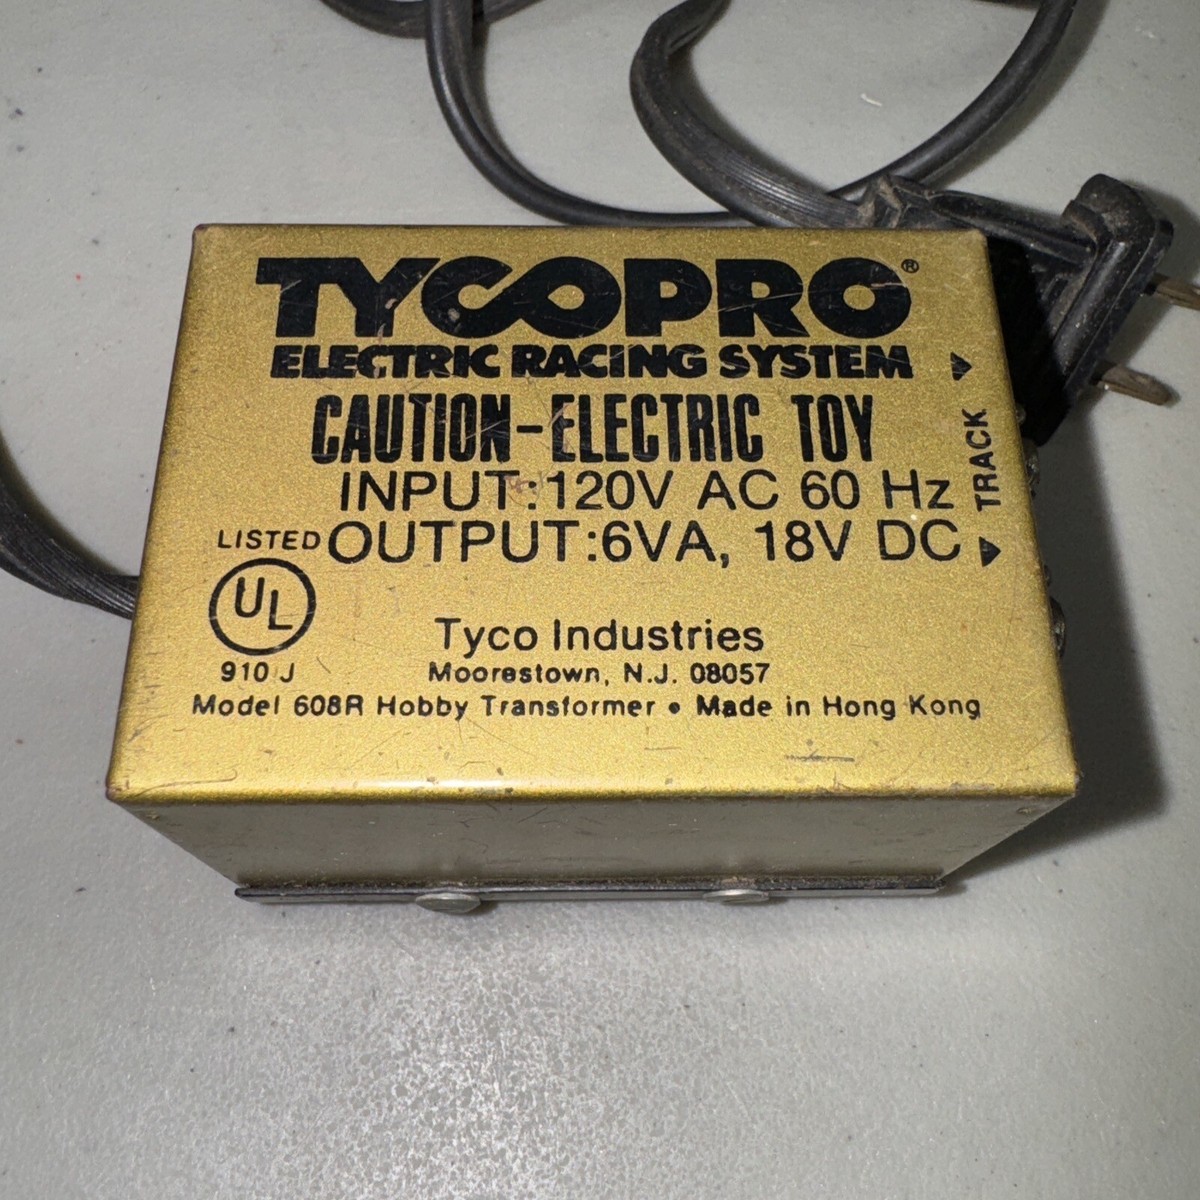 TYCOPRO®
ELECTRIC RACING SYSTEM
CAUTION-ELECTRIC TOY
INPUT: 120V AC 60 Hz
OUTPUT: 6VA, 18V DC
TRACK
LISTED
UL
910 J
Tyco Industries
Moorestown, N.J. 08057
Model 608R Hobby Transformer • Made in Hong Kong